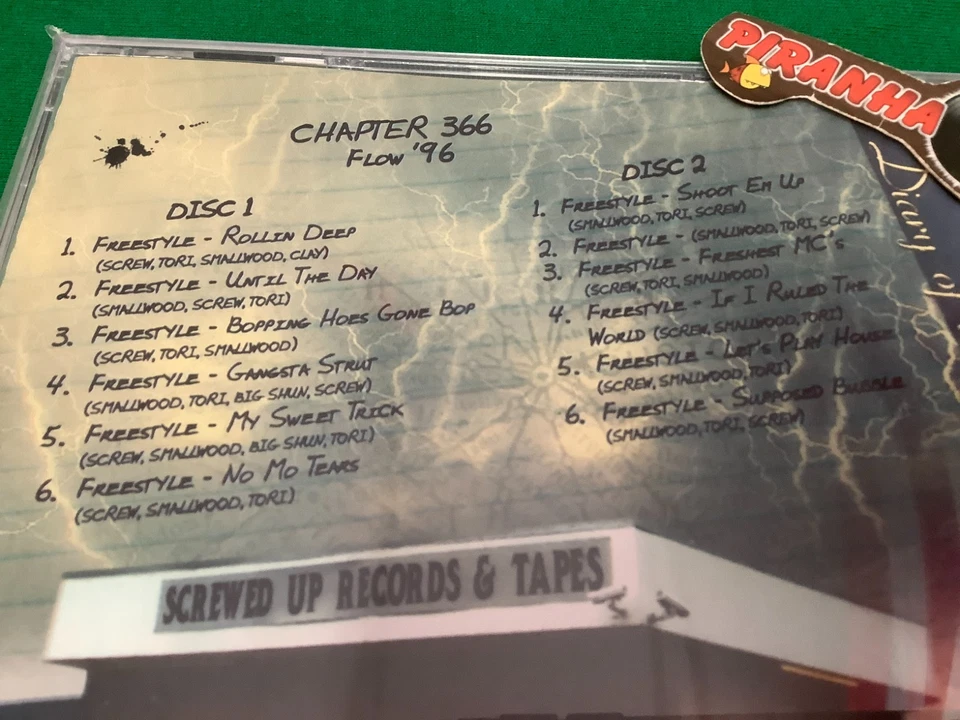 PIRANHA
CHAPTER 366
FLOW '96
DISC 1
1. FREESTYLE - ROLLIN DEEP
(SCREW, TORI, SMALLWOOD, CLAY)
2. FREESTYLE - UNTIL THE DAY
(SMALLWOOD, SCREW, TORI)
3. FREESTYLE - BOPPING HOES GONE BOP
(SCREW, TORI, SMALLWOOD)
4. FREESTYLE - GANGSTA STRUT
(SMALLWOOD, TORI, BIG SHUN, SCREW)
5. FREESTYLE - MY SWEET TRICK
(SCREW, SMALLWOOD, BIG SHUN, TORI)
6. FREESTYLE - NO MO TEARS
(SCREW, SMALLWOOD, TORI)
DISC 2
1. FREESTYLE - SHOOT EM UP
(SMALLWOOD, TORI, SCREW)
2. FREESTYLE - (SMALLWOOD, TORI, SCREW)
3. FREESTYLE - FRESHEST MC'S
(SCREW, TORI, SMALLWOOD)
4. FREESTYLE - IF I RULED THE
WORLD (SCREW, SMALLWOOD, TORI)
5. FREESTYLE - LET'S PLAY HOUSE
(SCREW, SMALLWOOD, TORI)
6. FREESTYLE - SUPPOSED BUBBLE
(SMALLWOOD, TORI, SCREW)
Diary of
SCREWED UP RECORDS & TAPES